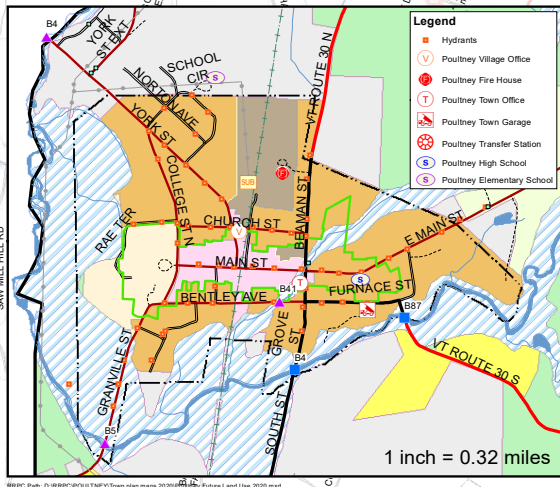 B4
YORK
ST EXT
SCHOOL
CIR
S
NORTON AVE
YORK ST
VT ROUTE 30 N
Legend
Hydrants
V Poultney Village Office
F Poultney Fire House
T Poultney Town Office
Poultney Town Garage
Poultney Transfer Station
S Poultney High School
S Poultney Elementary School
COLLEGE ST N
SUB
F
BEAMAN ST
RAE TER
CHURCH ST
V
E MAIN ST
SAW MILL HILL RD
MAIN ST
S
T
FURNACE ST
BENTLEY AVE
B41
B87
GROVE
ST
GRANVILLE ST
B4
VT ROUTE 30 S
SOUTH ST
B5
1 inch = 0.32 miles